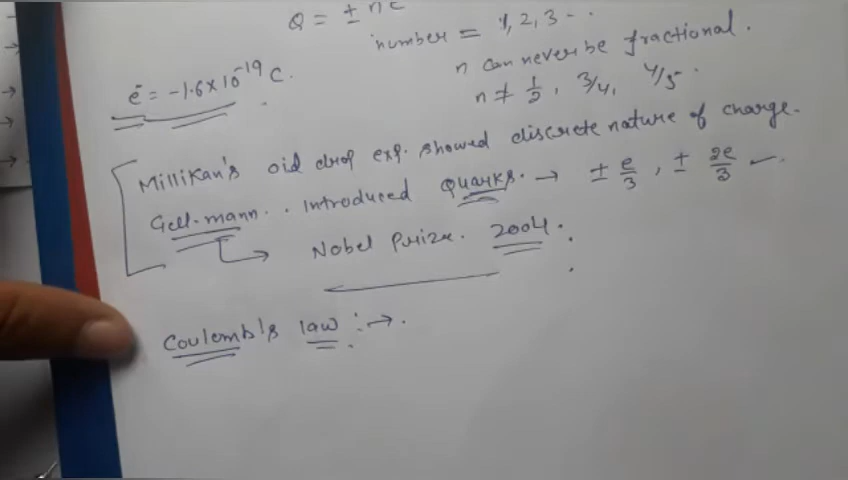 Q = ± ne
number = 1, 2, 3 - ..
n can never be fractional.
e⁻ = -1.6×10⁻¹⁹ C.
n ≠ 1/2, 3/4, 4/5.
Millikan's oid drop exp. showed discrete nature of charge.
Gell-mann.. Introduced Quarks. → ± e/3, ± 2e/3
Nobel Prize. 2004.
Coulemb's law :→.